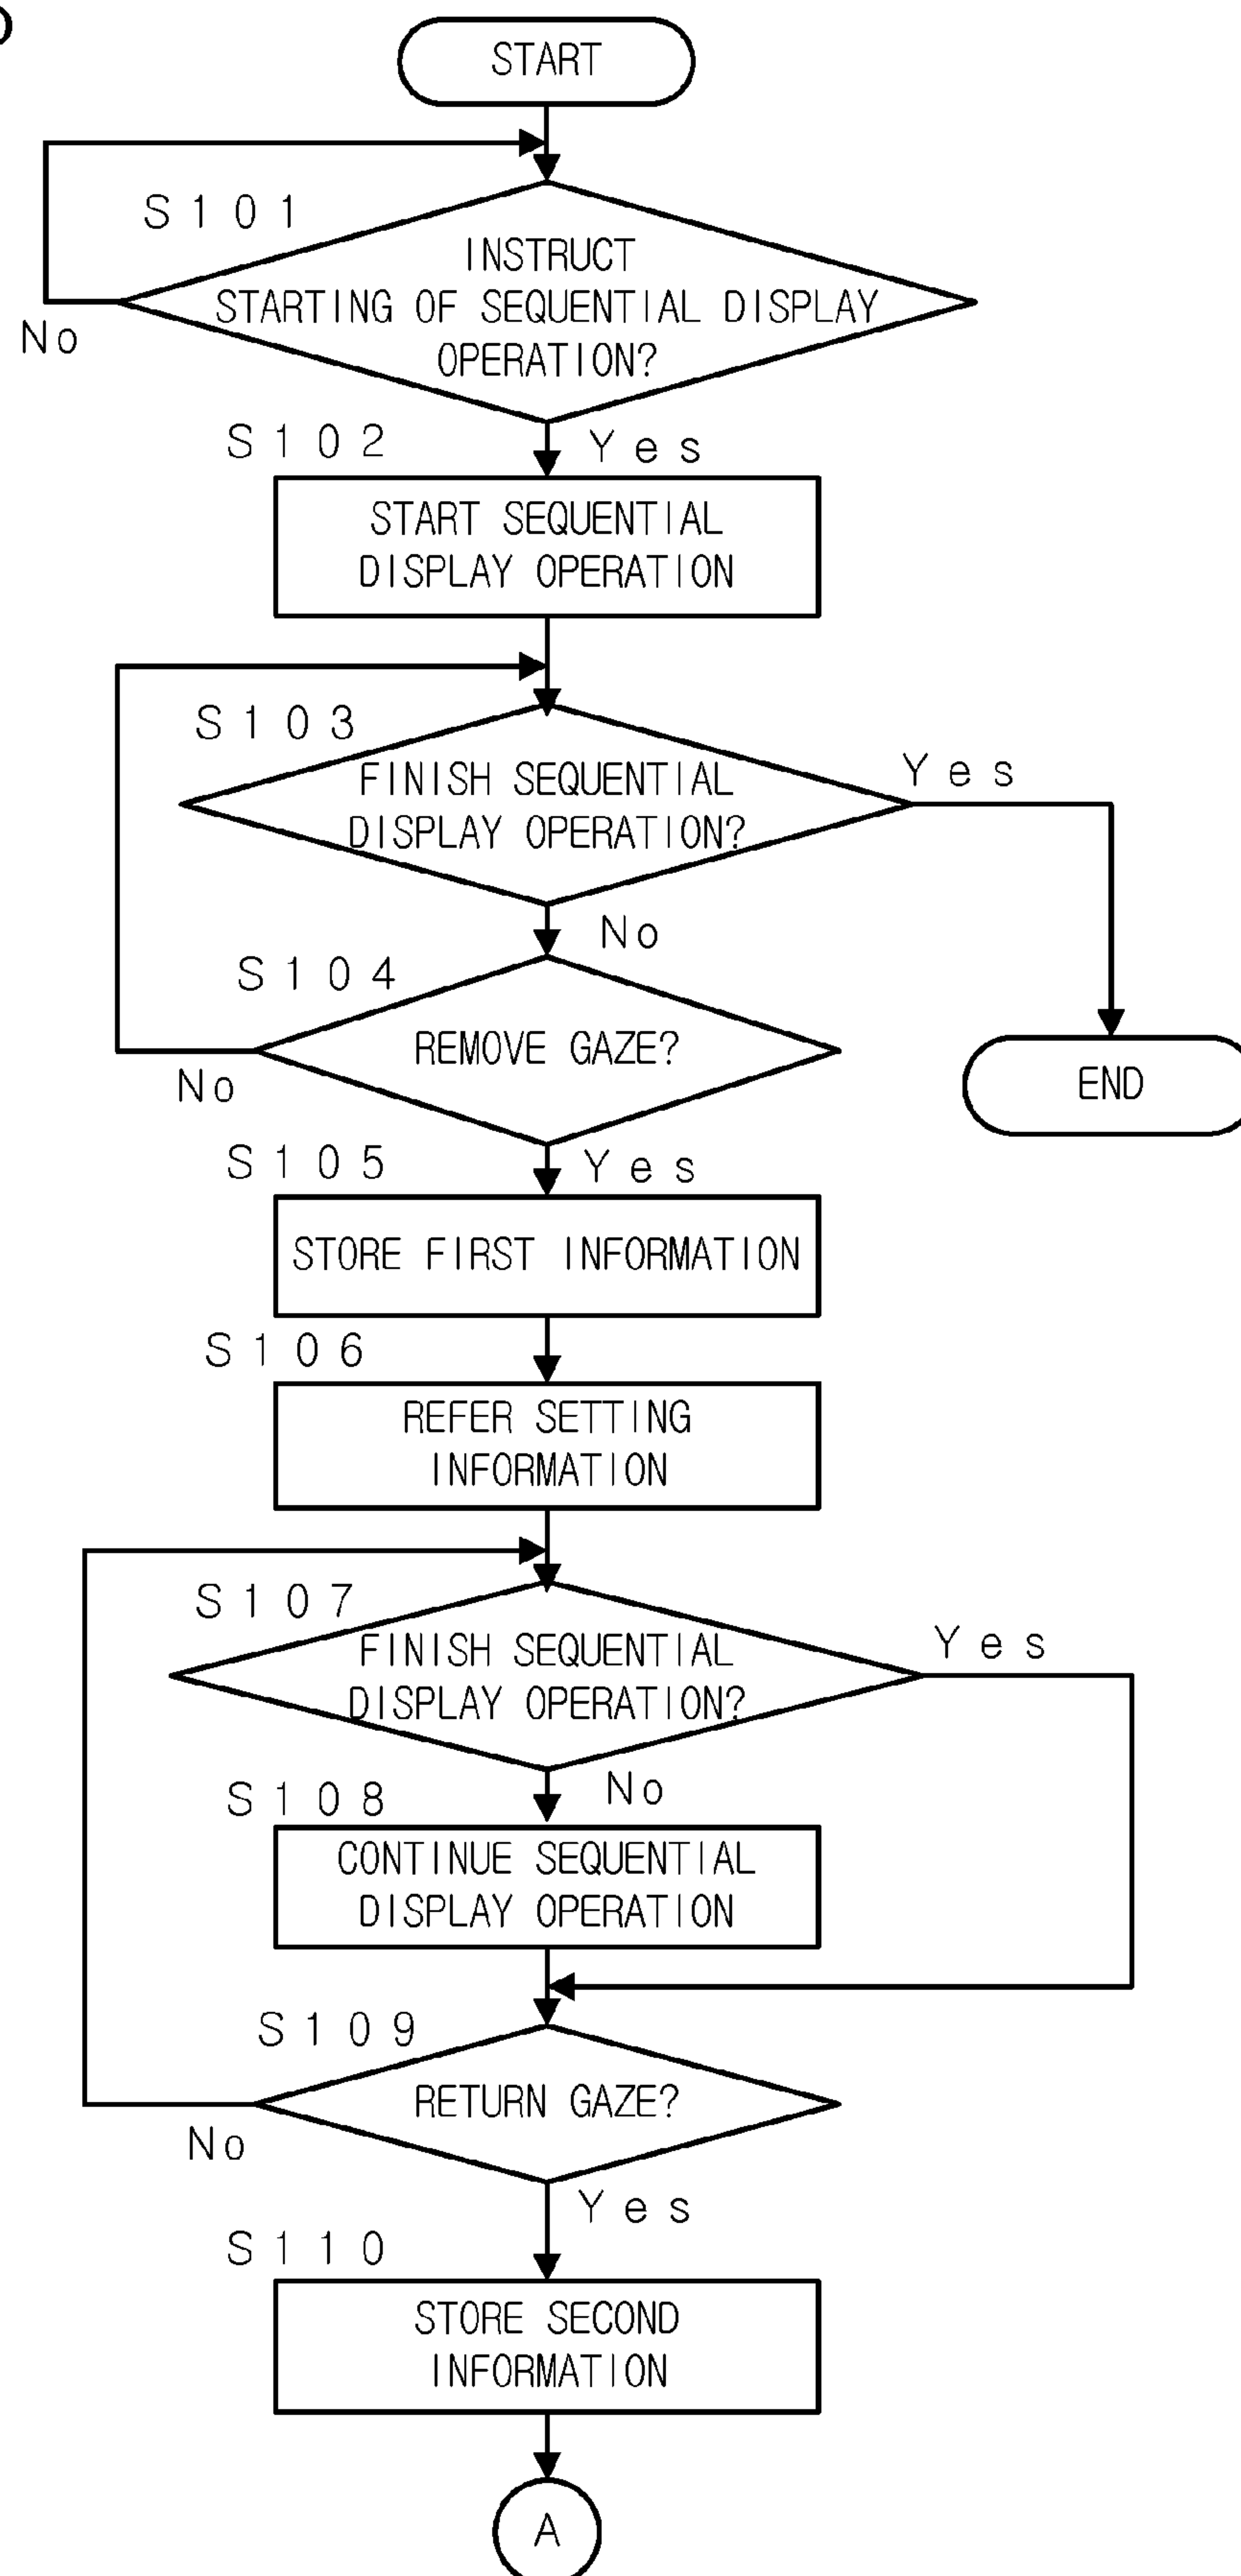 START
S101
INSTRUCT
STARTING OF SEQUENTIAL DISPLAY
OPERATION?
No
S102
Yes
START SEQUENTIAL
DISPLAY OPERATION
S103
FINISH SEQUENTIAL
DISPLAY OPERATION?
Yes
No
S104
REMOVE GAZE?
No
END
S105
Yes
STORE FIRST INFORMATION
S106
REFER SETTING
INFORMATION
S107
FINISH SEQUENTIAL
DISPLAY OPERATION?
Yes
No
S108
CONTINUE SEQUENTIAL
DISPLAY OPERATION
S109
RETURN GAZE?
No
Yes
S110
STORE SECOND
INFORMATION
A